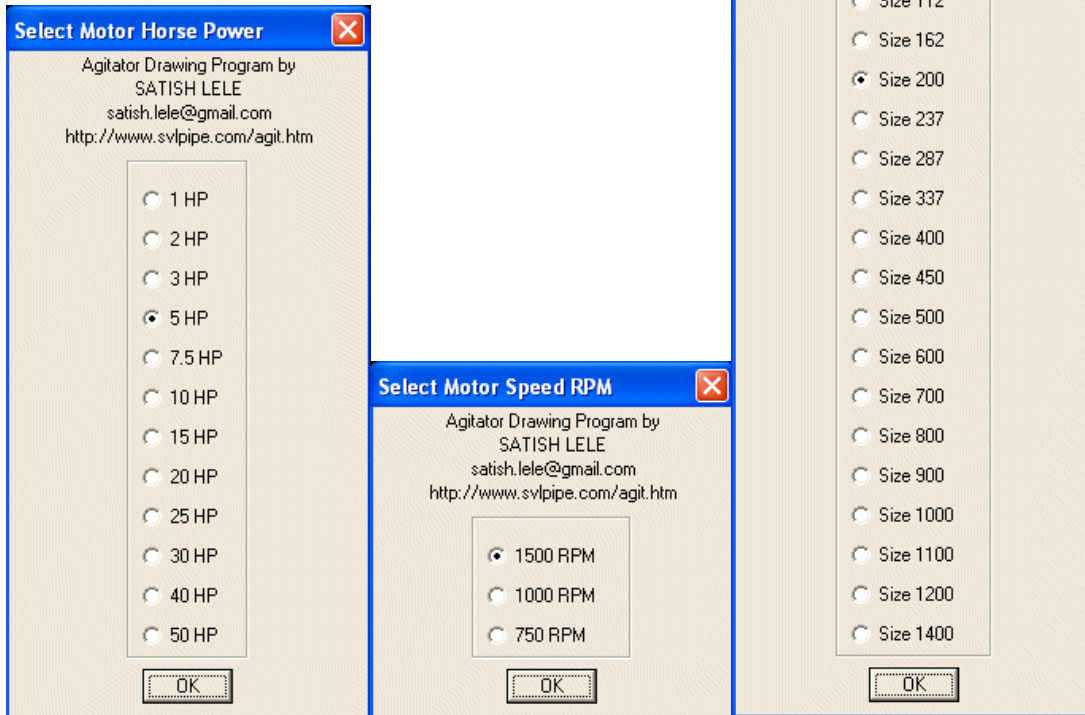 Select Motor Horse Power
Agitator Drawing Program by
SATISH LELE
satish.lele@gmail.com
http://www.svlpipe.com/agit.htm
1 HP
2 HP
3 HP
5 HP
7.5 HP
10 HP
15 HP
20 HP
25 HP
30 HP
40 HP
50 HP
OK
Select Motor Speed RPM
Agitator Drawing Program by
SATISH LELE
satish.lele@gmail.com
http://www.svlpipe.com/agit.htm
1500 RPM
1000 RPM
750 RPM
OK
Size 112
Size 162
Size 200
Size 237
Size 287
Size 337
Size 400
Size 450
Size 500
Size 600
Size 700
Size 800
Size 900
Size 1000
Size 1100
Size 1200
Size 1400
OK